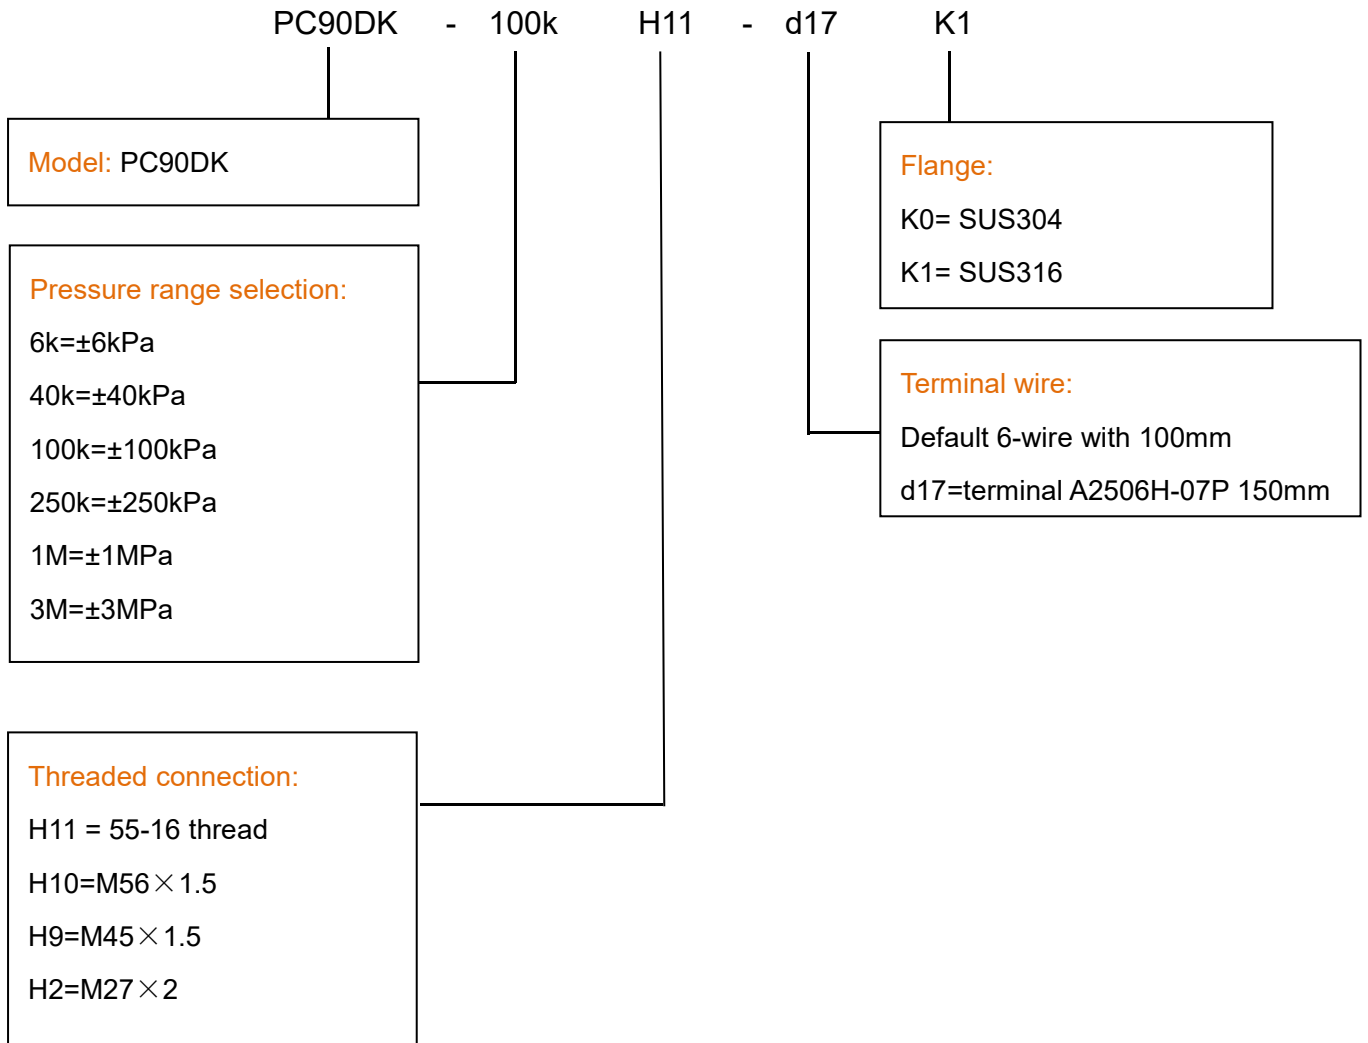 PC90DK - 100k H11 - d17 K1
Model: PC90DK
Pressure range selection:
6k=±6kPa
40k=±40kPa
100k=±100kPa
250k=±250kPa
1M=±1MPa
3M=±3MPa
Threaded connection:
H11 = 55-16 thread
H10=M56×1.5
H9=M45×1.5
H2=M27×2
Flange:
K0= SUS304
K1= SUS316
Terminal wire:
Default 6-wire with 100mm
d17=terminal A2506H-07P 150mm